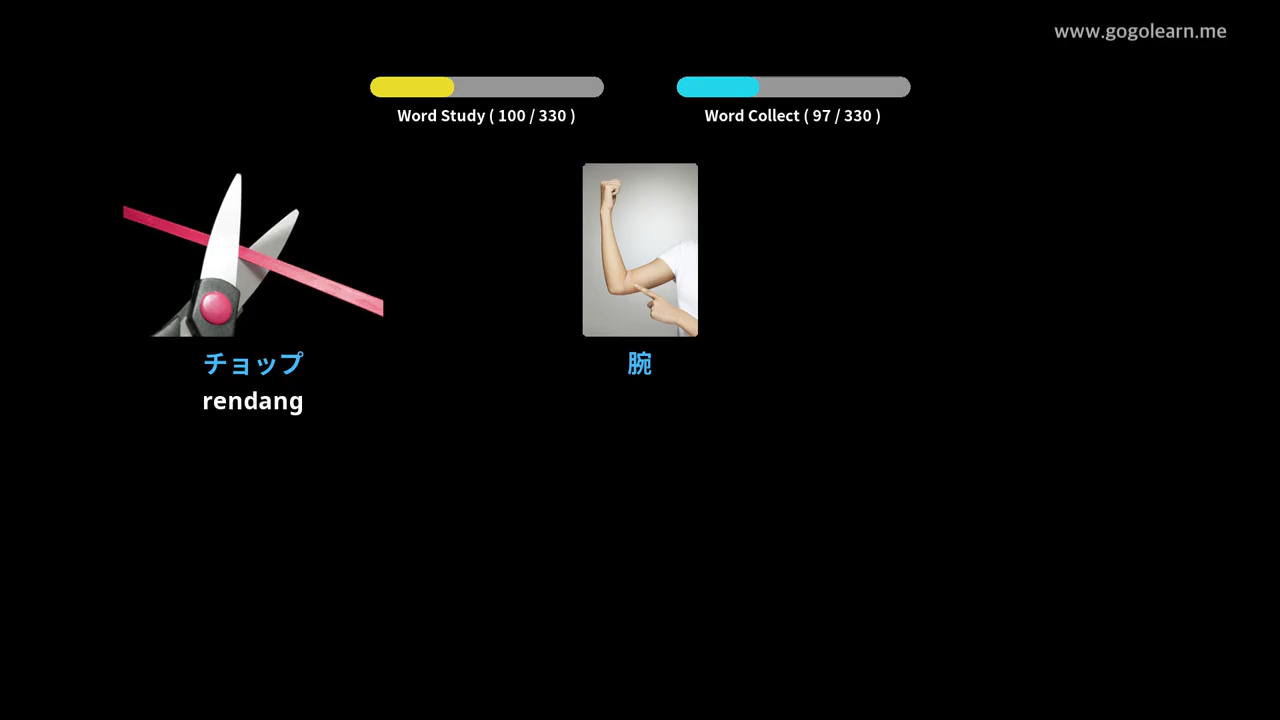 www.gogolearn.me
Word Study ( 100 / 330 )
Word Collect ( 97 / 330 )
チョップ
rendang
腕